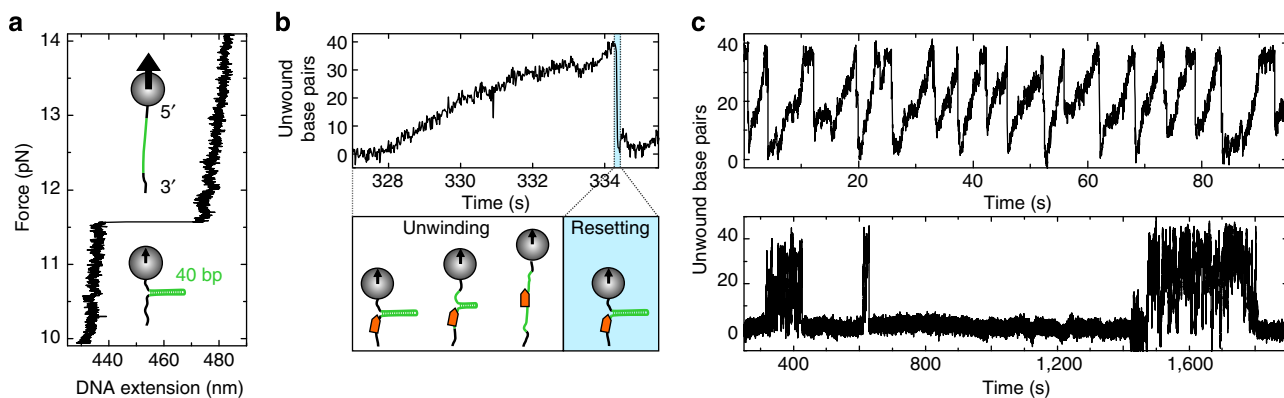 a
14
13
12
11
10
Force (pN)
5′
3′
40 bp
440
460
480
DNA extension (nm)
b
40
30
20
10
0
Unwound
base pairs
328
330
332
334
Time (s)
Unwinding
Resetting
c
40
20
0
20
40
60
80
Time (s)
Unwound base pairs
40
20
0
400
800
1,200
1,600
Time (s)